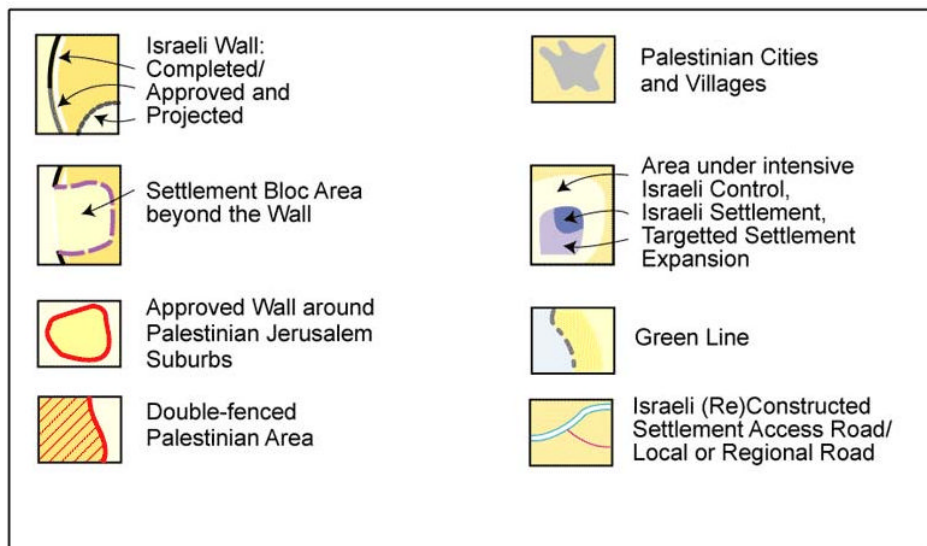 Israeli Wall:
Completed/
Approved and
Projected
Settlement Bloc Area
beyond the Wall
Approved Wall around
Palestinian Jerusalem
Suburbs
Double-fenced
Palestinian Area
Palestinian Cities
and Villages
Area under intensive
Israeli Control,
Israeli Settlement,
Targetted Settlement
Expansion
Green Line
Israeli (Re)Constructed
Settlement Access Road/
Local or Regional Road